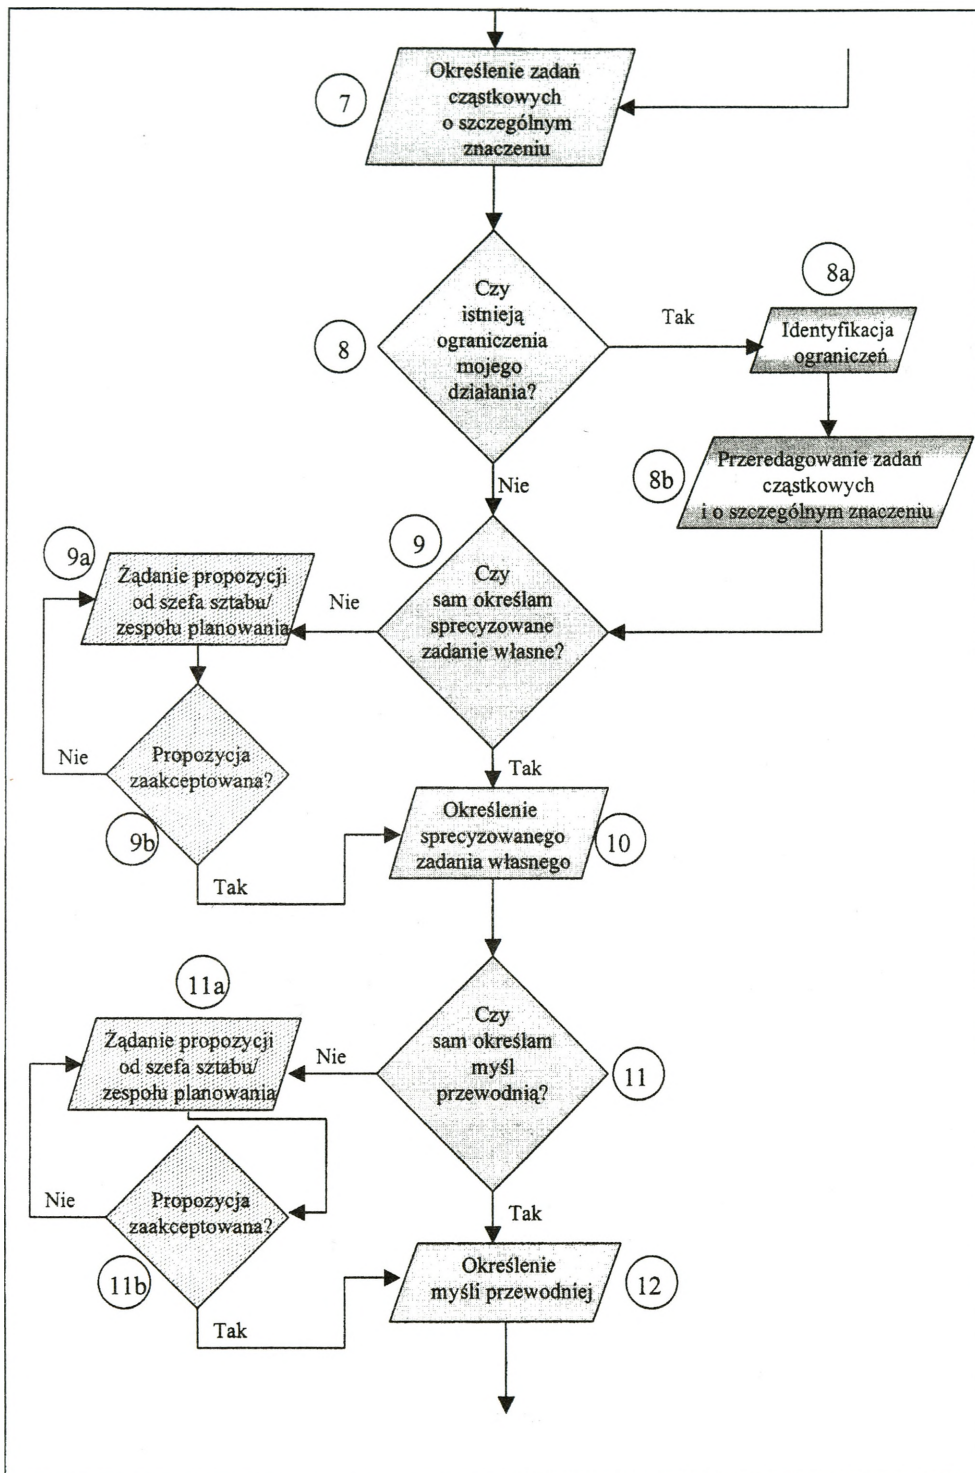 7
Określenie zadań
cząstkowych
o szczególnym
znaczeniu
8
Czy
istnieją
ograniczenia
mojego
działania?
Tak
8a
Identyfikacja
ograniczeń
Nie
8b
Przeredagowanie zadań
cząstkowych
i o szczególnym znaczeniu
9
Czy
sam określam
sprecyzowane
zadanie własne?
Nie
9a
Żądanie propozycji
od szefa sztabu/
zespołu planowania
Nie
Propozycja
zaakceptowana?
9b
Tak
Tak
Określenie
sprecyzowanego
zadania własnego
10
11a
Żądanie propozycji
od szefa sztabu/
zespołu planowania
Nie
Czy
sam określam
myśl
przewodnią?
11
Nie
Propozycja
zaakceptowana?
11b
Tak
Tak
Określenie
myśli przewodniej
12